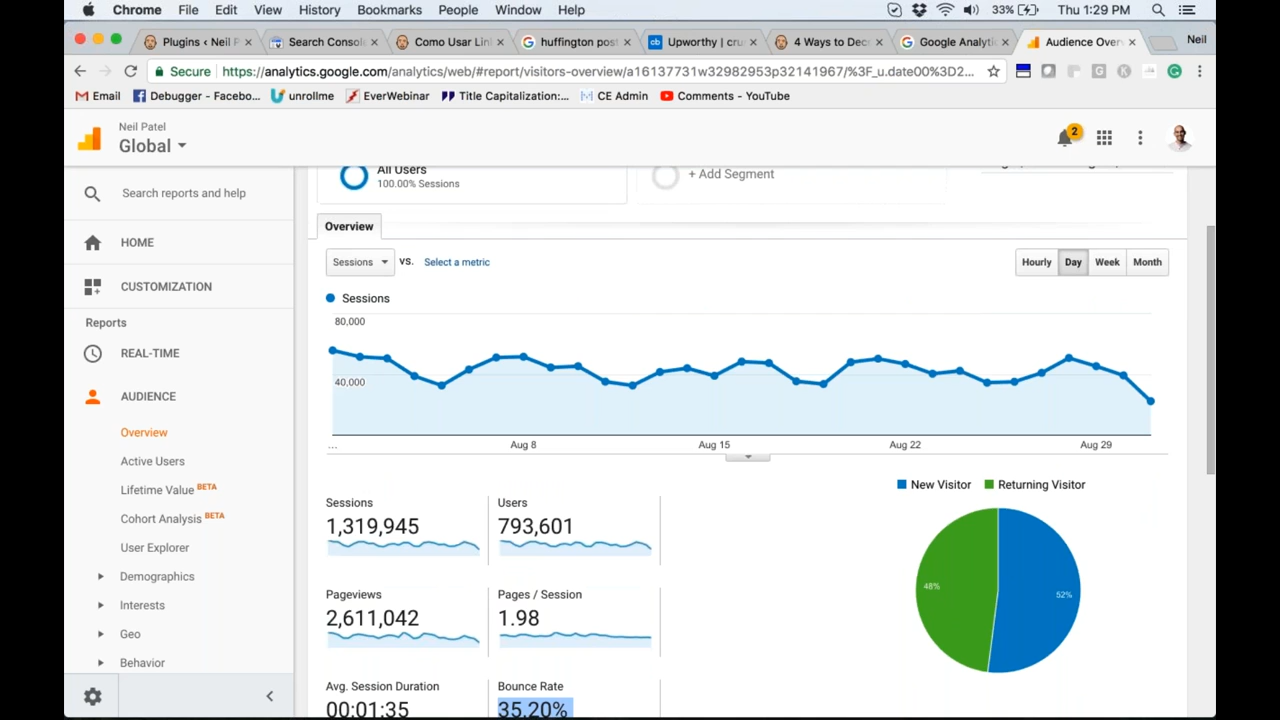 Chrome File Edit View History Bookmarks People Window Help 33% Thu 1:29 PM
Plugins ‹ Neil P Search Consol Como Usar Lin huffington pos Upworthy | cru 4 Ways to Dec Google Analyti Audience Over Neil
Secure https://analytics.google.com/analytics/web/#report/visitors-overview/a16137731w32982953p32141967/%3F_u.date00%3D2...
Email Debugger - Facebo... unrollme EverWebinar Title Capitalization:... CE Admin Comments - YouTube
Neil Patel
Global
2
All Users
100.00% Sessions
+ Add Segment
Search reports and help
HOME
CUSTOMIZATION
Reports
REAL-TIME
AUDIENCE
Overview
Active Users
Lifetime Value BETA
Cohort Analysis BETA
User Explorer
Demographics
Interests
Geo
Behavior
Overview
Sessions VS. Select a metric
Hourly Day Week Month
Sessions
80,000
40,000
... Aug 8 Aug 15 Aug 22 Aug 29
New Visitor Returning Visitor
Sessions
1,319,945
Users
793,601
Pageviews
2,611,042
Pages / Session
1.98
Avg. Session Duration
00:01:35
Bounce Rate
35.20%
48%
52%